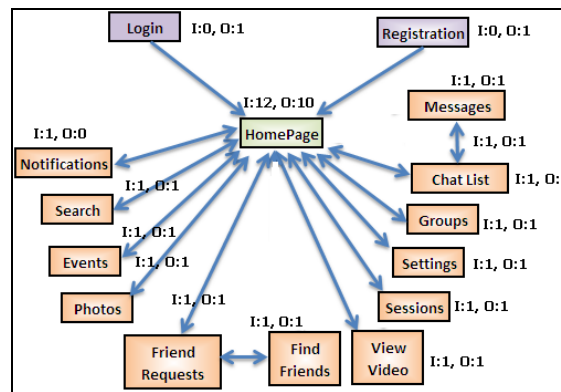 Login
I:0, O:1
Registration
I:0, O:1
I:12, O:10
HomePage
I:1, O:1
Messages
I:1, O:1
I:1, O:0
Notifications
Chat List
I:1, O:
I:1, O:1
Search
Groups
I:1, O:1
I:1, O:1
Events
I:1, O:1
Settings
I:1, O:1
Photos
I:1, O:1
Sessions
I:1, O:1
I:1, O:1
Friend
Requests
Find
Friends
View
Video
I:1, O:1